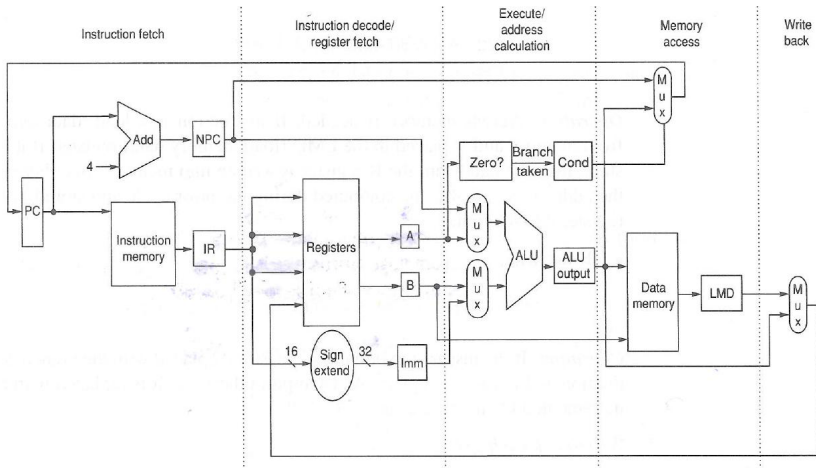 Instruction fetch
Instruction decode/
register fetch
Execute/
address
calculation
Memory
access
Write
back
M
u
x
Add
NPC
4
Zero?
Branch
taken
Cond
PC
Instruction
memory
IR
Registers
A
B
M
u
x
M
u
x
ALU
ALU
output
Data
memory
LMD
M
u
x
16
Sign
extend
32
Imm